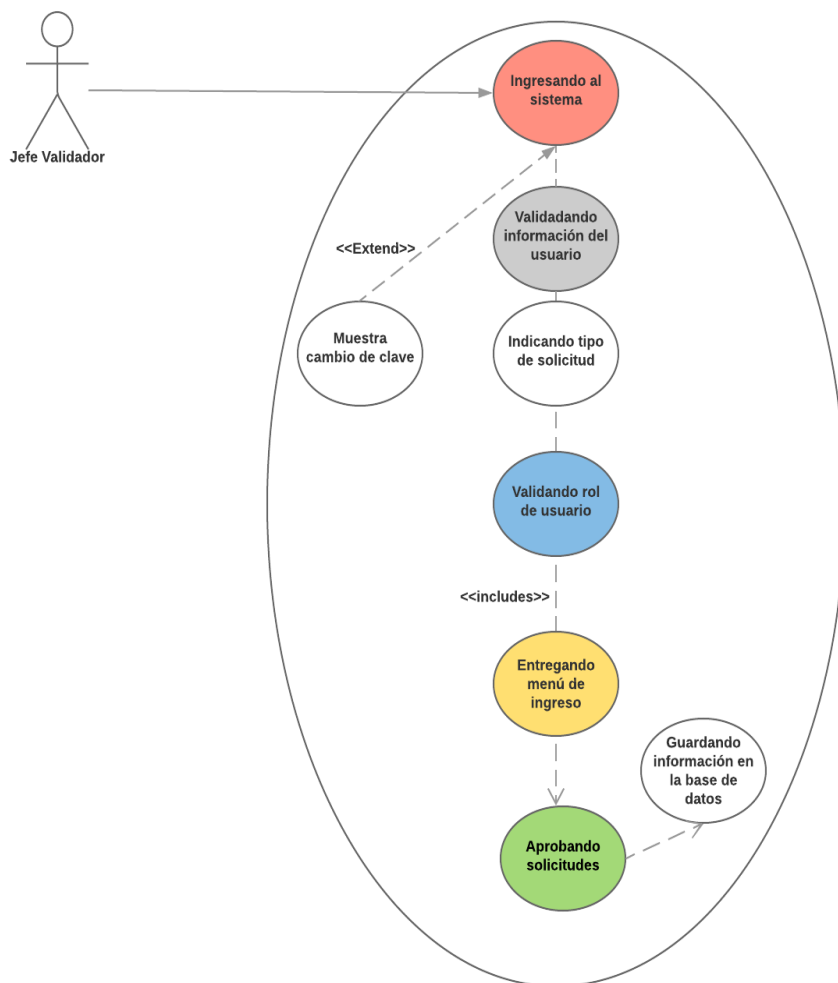 Ingresando al
sistema
Jefe Validador
Validadando
información del
usuario
<<Extend>>
Muestra
cambio de clave
Indicando tipo
de solicitud
Validando rol
de usuario
<<includes>>
Entregando
menú de
ingreso
Guardando
información en
la base de
datos
Aprobando
solicitudes